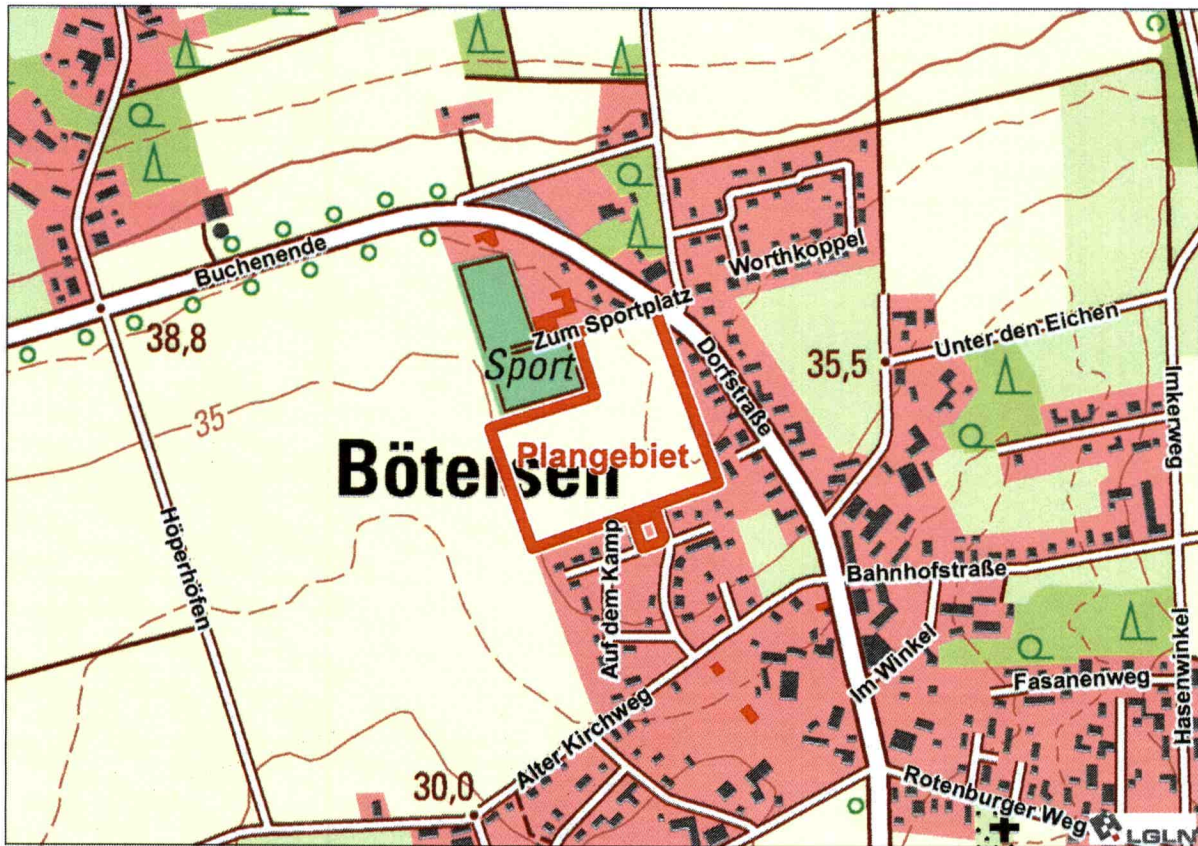 Buchenende
38,8
Worthkoppel
Zum Sportplatz
Sport
Dorfstraße
35,5
Unter den Eichen
Imkerweg
35
Bötersen
Plangebiet
Höperhöfen
Auf dem Kamp
Bahnhofstraße
Im Winkel
Fasanenweg
Hasenwinkel
Alter Kirchweg
30,0
Rotenburger Weg
LGLN